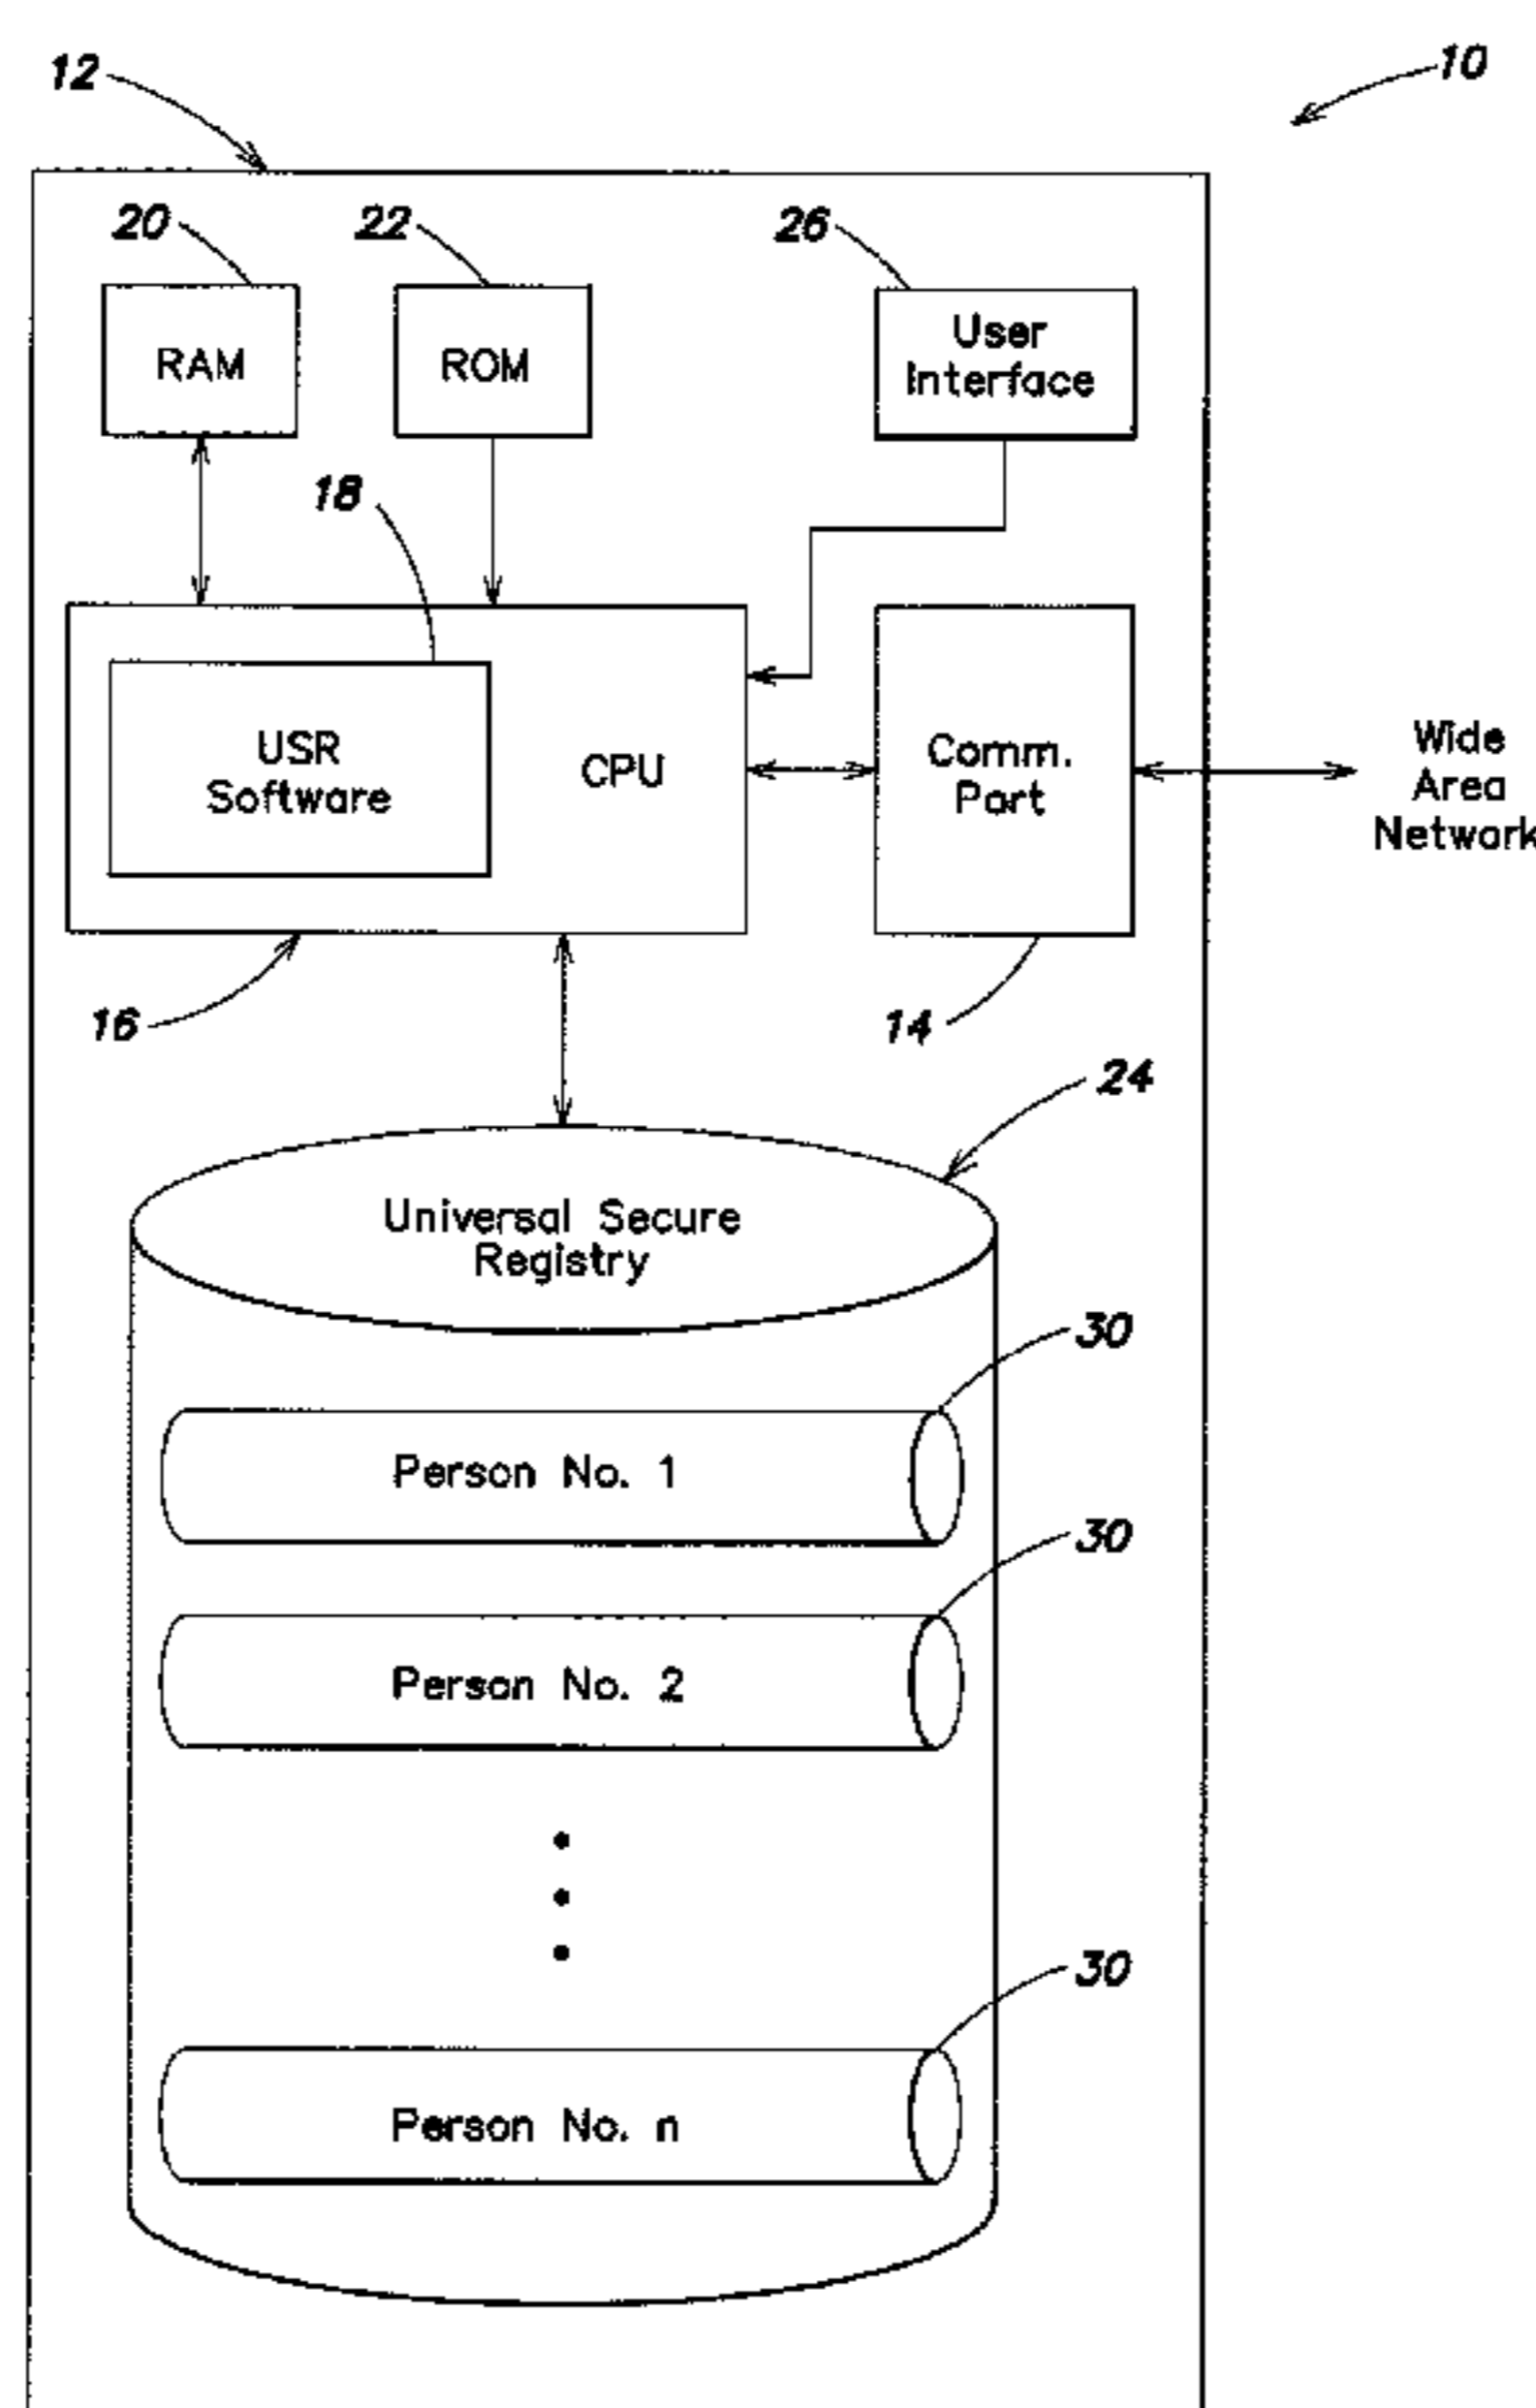 12
10
20
22
26
RAM
ROM
User
Interface
18
USR
Software
CPU
Comm.
Port
Wide
Area
Network
16
14
24
Universal Secure
Registry
30
Person No. 1
30
Person No. 2
30
Person No. n